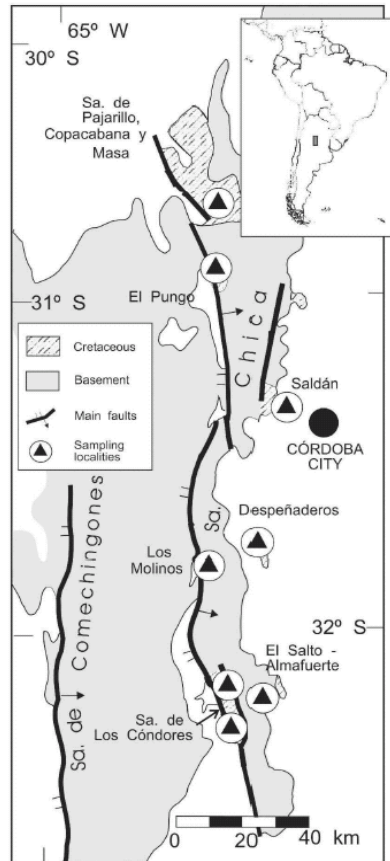 65º W
30º S
Sa. de
Pajarillo,
Copacabana y
Masa
31º S
El Pungo
Chica
Cretaceous
Basement
Main faults
Sampling
localities
Saldán
CÓRDOBA
CITY
Sa.
Despeñaderos
Sa. de Comechingones
Los
Molinos
32º S
El Salto -
Almafuerte
Sa. de
Los Cóndores
0 20 40 km